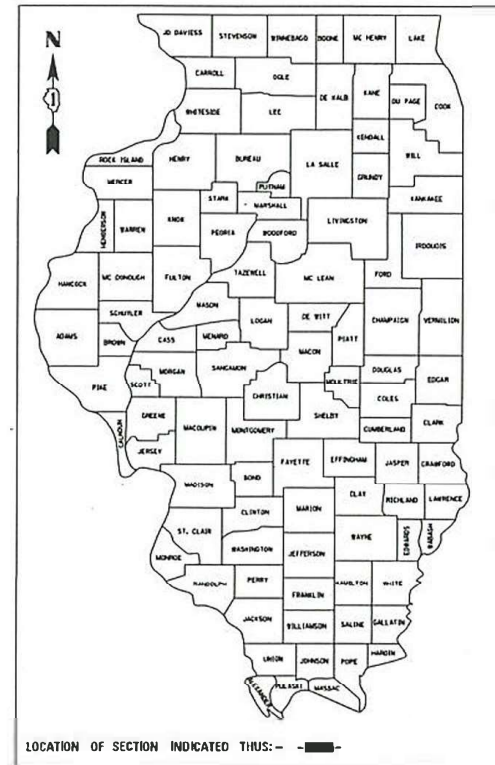 JO DAVIESS STEVENSON WINNEBAGO BOONE MC HENRY LAKE
N
CARROLL OGLE
DE KALB KANE DU PAGE COOK
WHITESIDE LEE
KENDALL
ROCK ISLAND HENRY BUREAU LA SALLE WILL
MERCER PUTNAM GRUNDY
STARK MARSHALL KANKAKEE
HENDERSON WARREN KNOX PEORIA WOODFORD LIVINGSTON
IROQUOIS
HANCOCK MC DONOUGH FULTON TAZEWELL MC LEAN FORD
MASON
SCHUYLER LOGAN DE WITT CHAMPAIGN VERMILION
ADAMS BROWN CASS MENARD PIATT
MACON
MORGAN SANGAMON DOUGLAS
PIKE SCOTT MOULTRIE EDGAR
CHRISTIAN COLES
GREENE SHELBY
CALHOUN MACOUPIN MONTGOMERY CUMBERLAND CLARK
JERSEY
FAYETTE EFFINGHAM JASPER CRAWFORD
MADISON BOND
CLAY RICHLAND LAWRENCE
CLINTON MARION
ST. CLAIR WAYNE EDWARDS WABASH
WASHINGTON JEFFERSON
MONROE
RANDOLPH PERRY HAMILTON WHITE
FRANKLIN
JACKSON WILLIAMSON SALINE GALLATIN
UNION JOHNSON POPE HARDIN
ALEXANDER PULASKI MASSAC
LOCATION OF SECTION INDICATED THUS:- - -